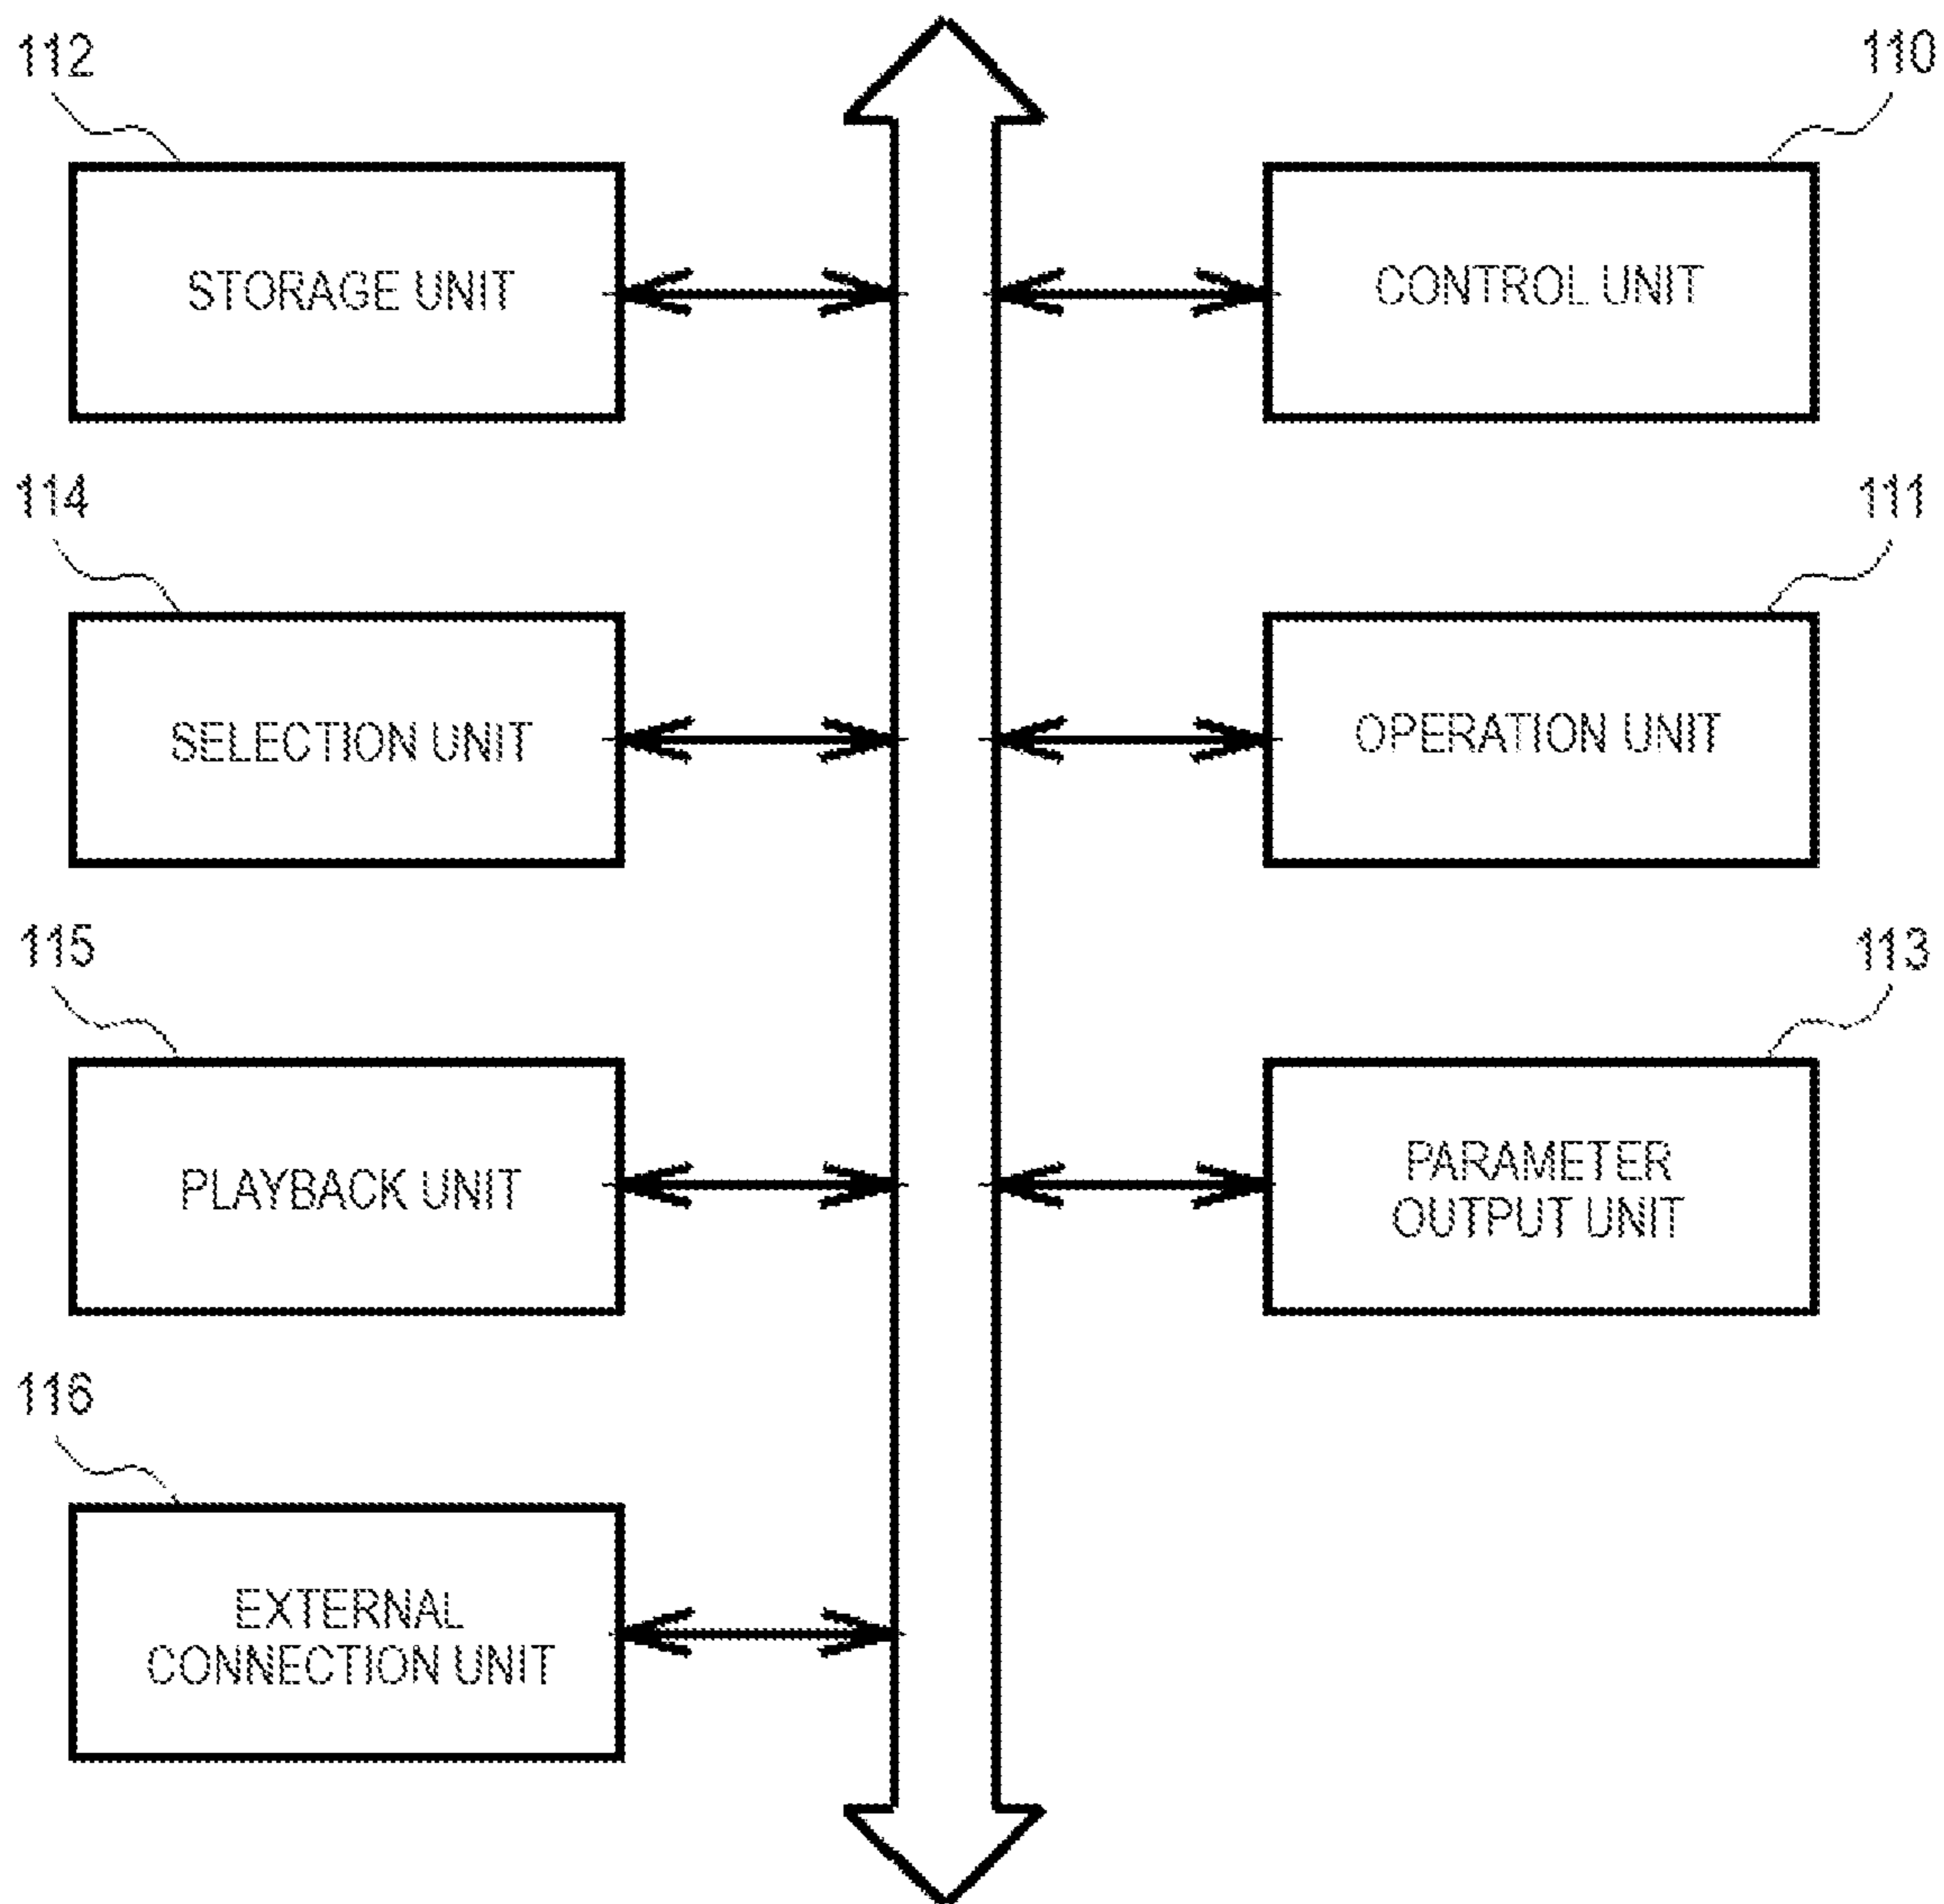 112
110
STORAGE UNIT
CONTROL UNIT
114
111
SELECTION UNIT
OPERATION UNIT
115
113
PLAYBACK UNIT
PARAMETER
OUTPUT UNIT
116
EXTERNAL
CONNECTION UNIT